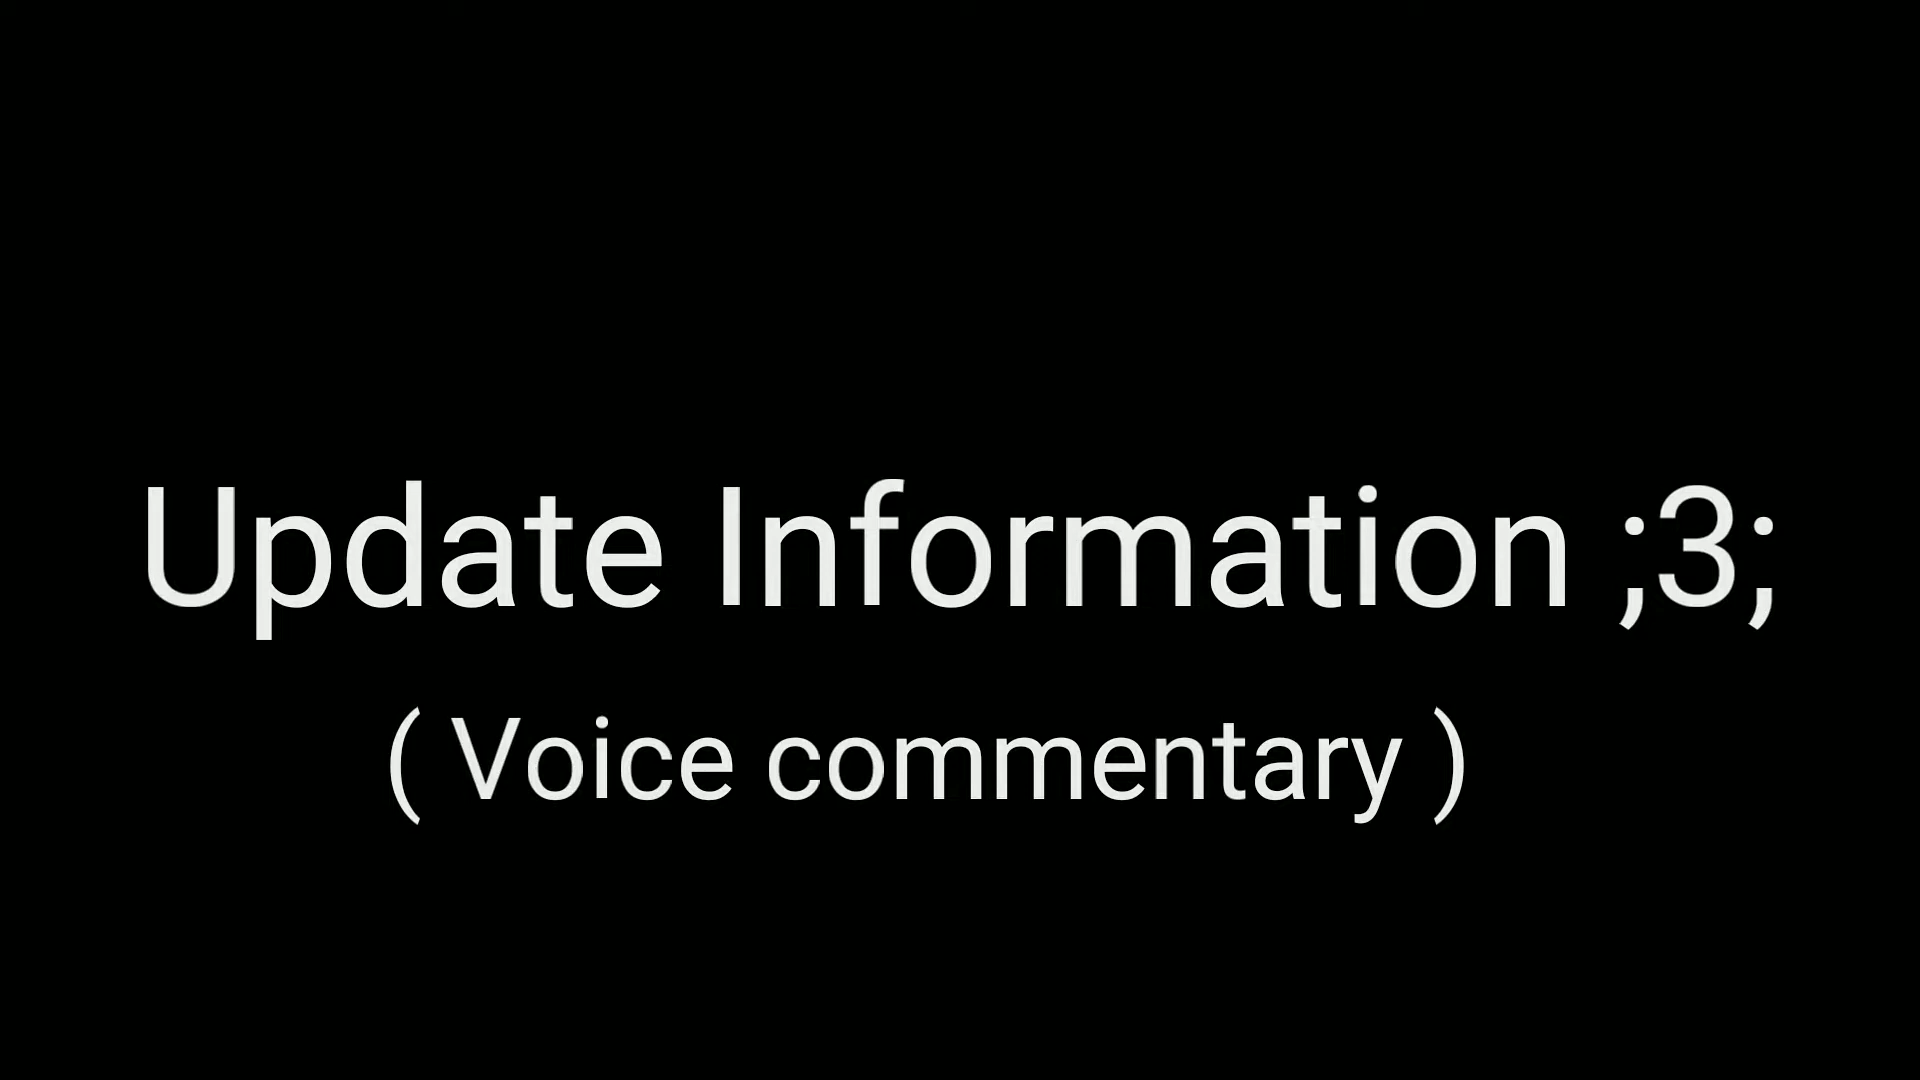 Update Information ;3;
( Voice commentary )